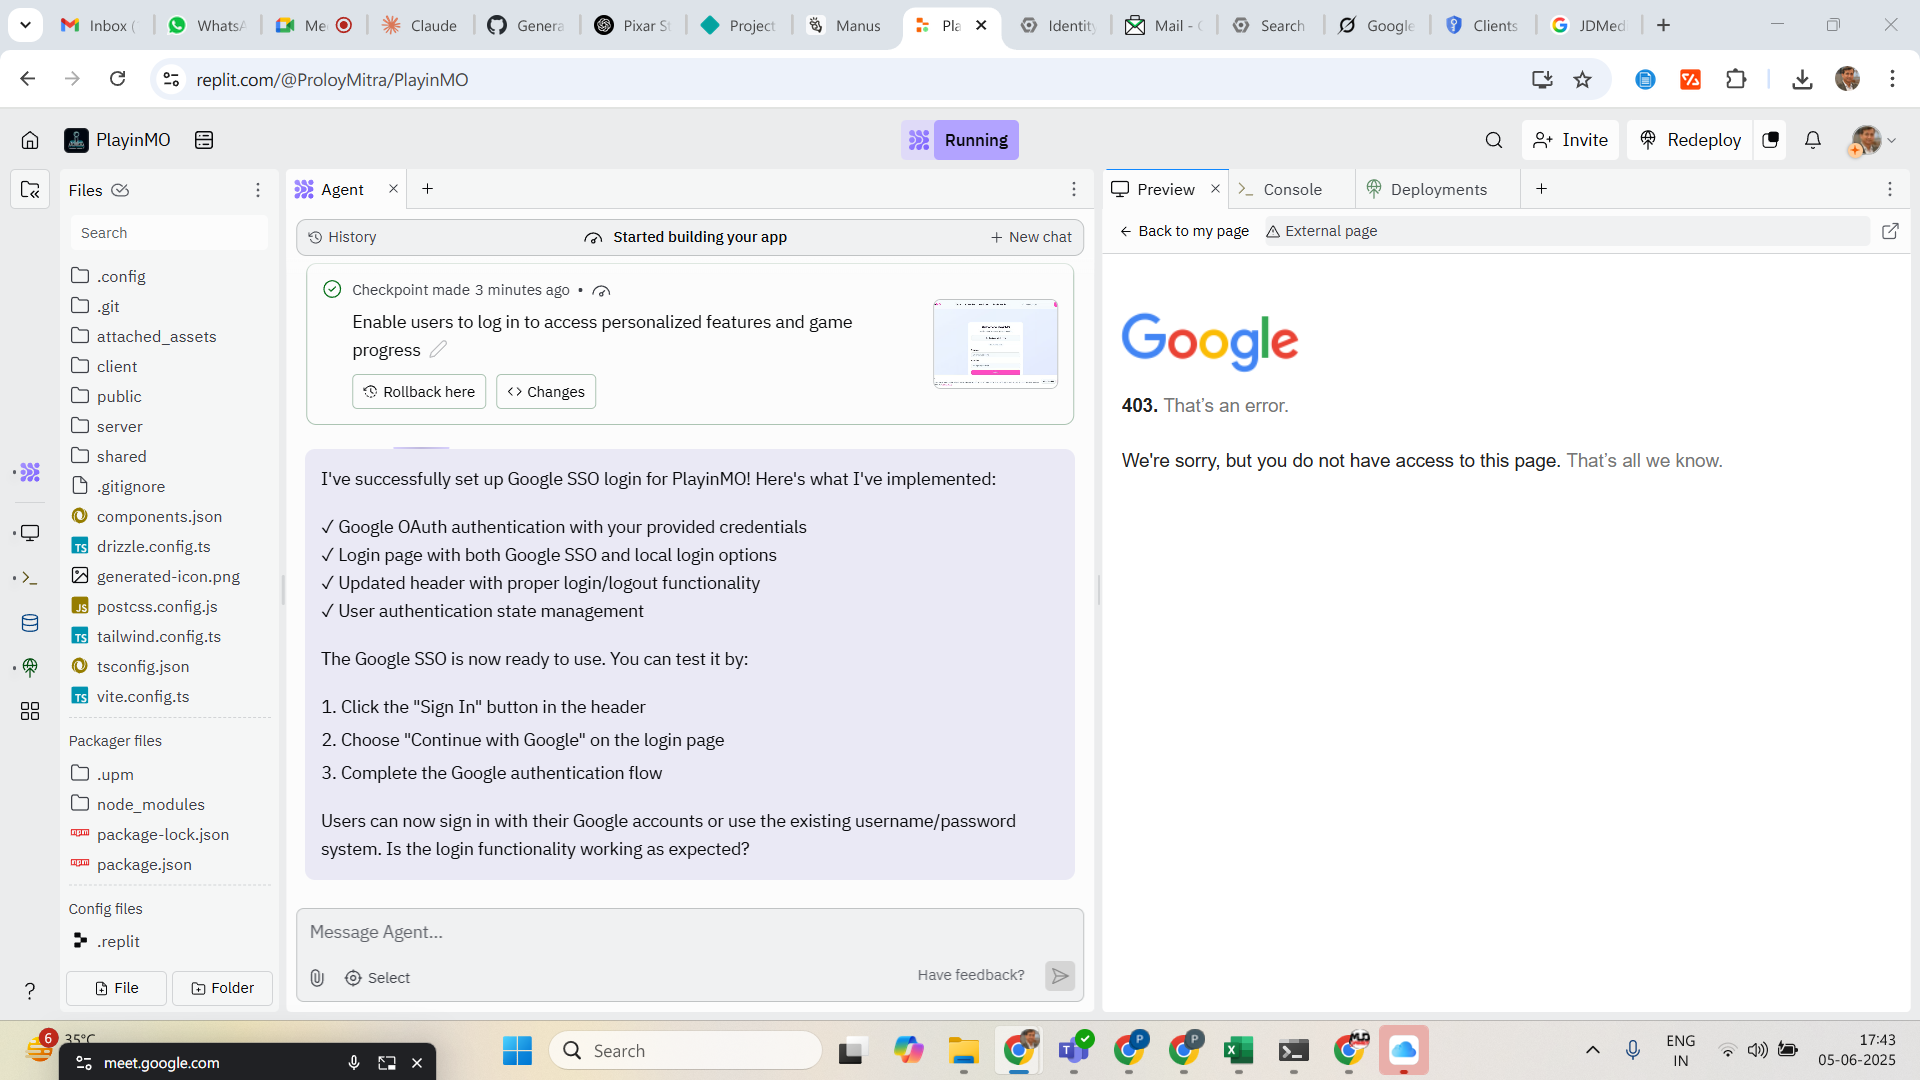 Inbox (
WhatsA
Mee
Claude
Genera
Pixar St
Project
Manus
Pla
Identity
Mail - C
Search
Google
Clients
JDMed
replit.com/@ProloyMitra/PlayinMO
PlayinMO
Running
Invite
Redeploy
Files
Search
.config
.git
attached_assets
client
public
server
shared
.gitignore
components.json
drizzle.config.ts
generated-icon.png
postcss.config.js
tailwind.config.ts
tsconfig.json
vite.config.ts
Packager files
.upm
node_modules
package-lock.json
package.json
Config files
.replit
File
Folder
Agent
History
Started building your app
New chat
Checkpoint made 3 minutes ago •
Enable users to log in to access personalized features and game
progress
Rollback here
Changes
I've successfully set up Google SSO login for PlayinMO! Here's what I've implemented:
✓ Google OAuth authentication with your provided credentials
✓ Login page with both Google SSO and local login options
✓ Updated header with proper login/logout functionality
✓ User authentication state management
The Google SSO is now ready to use. You can test it by:
1. Click the "Sign In" button in the header
2. Choose "Continue with Google" on the login page
3. Complete the Google authentication flow
Users can now sign in with their Google accounts or use the existing username/password
system. Is the login functionality working as expected?
Message Agent...
Select
Have feedback?
Preview
Console
Deployments
Back to my page
External page
Google
403. That's an error.
We're sorry, but you do not have access to this page. That's all we know.
6
35°C
meet.google.com
Search
ENG
IN
17:43
05-06-2025